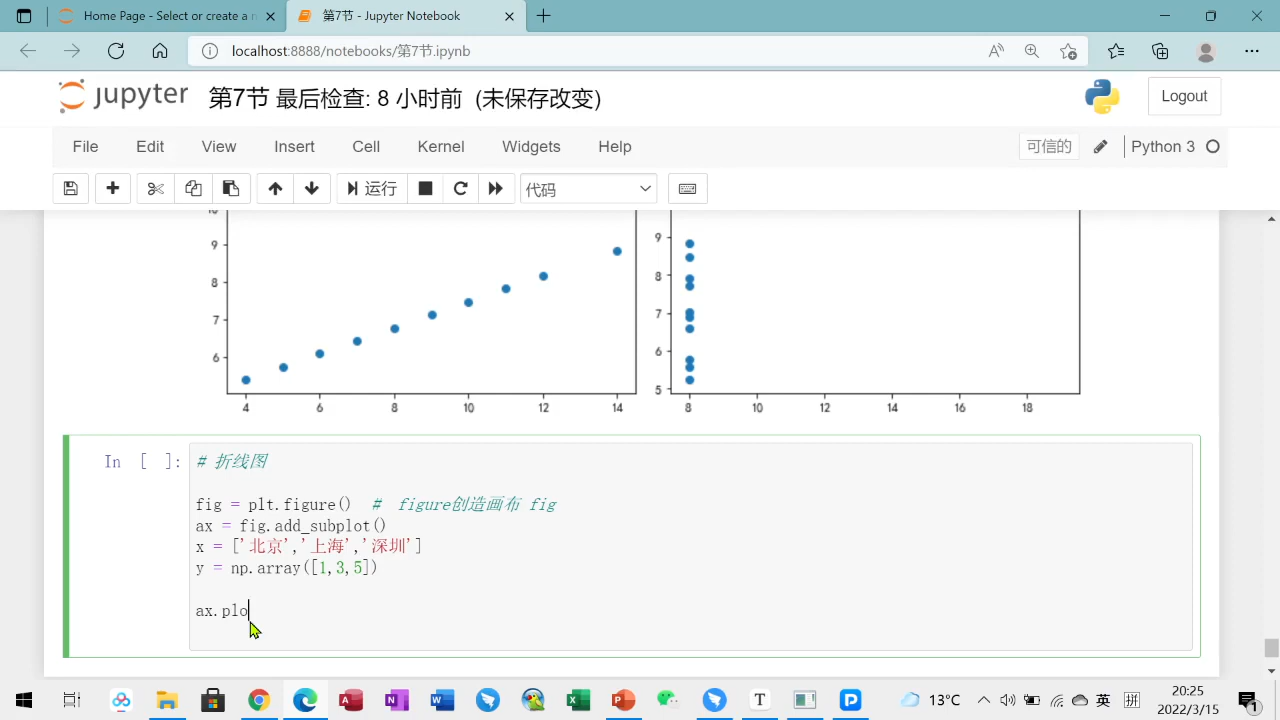 Home
第7节 - Jupyter Notebook
localhost:8888/notebooks/第7节.ipynb
jupyter 第7节 最后检查: 8 小时前 (未保存改变)
Logout
File Edit View Insert Cell Kernel Widgets Help 可信的 Python 3
运行 代码
10
9
8
7
6
4 6 8 10 12 14
9
8
7
6
5
8 10 12 14 16 18
In [ ]:
# 折线图
fig = plt.figure() # figure创造画布 fig
ax = fig.add_subplot()
x = ['北京','上海','深圳']
y = np.array([1,3,5])
ax.plo
13°C 英 拼 20:25
2022/3/15
1